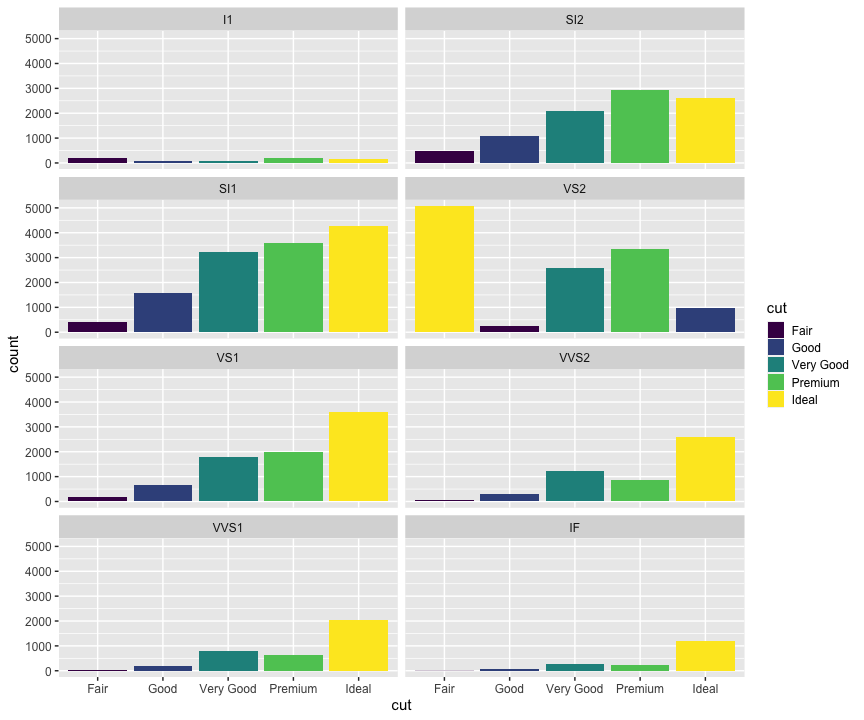 I1
SI2
5000
4000
3000
2000
1000
0
SI1
VS2
5000
4000
3000
2000
1000
0
VS1
VVS2
5000
4000
3000
2000
1000
0
VVS1
IF
5000
4000
3000
2000
1000
0
Fair Good Very Good Premium Ideal
Fair Good Very Good Premium Ideal
cut
count
cut
Fair
Good
Very Good
Premium
Ideal